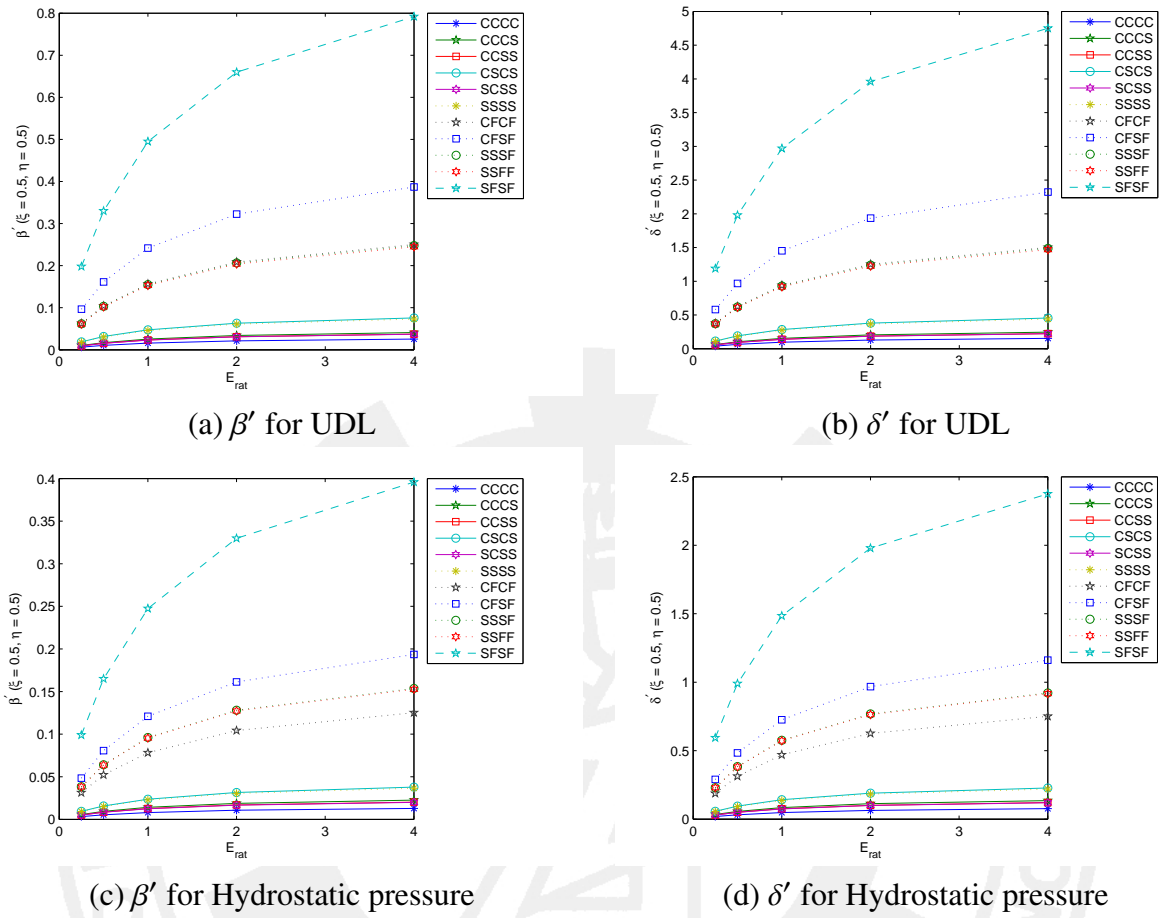 0.8
0.7
0.6
0.5
0.4
0.3
0.2
0.1
0
β′ (ξ = 0.5, η = 0.5)
0 1 2 3 4
E_rat
CCCC
CCCS
CCSS
CSCS
SCSS
SSSS
CFCF
CFSF
SSSF
SSFF
SFSF
(a) β′ for UDL
5
4.5
4
3.5
3
2.5
2
1.5
1
0.5
0
δ′ (ξ = 0.5, η = 0.5)
0 1 2 3 4
E_rat
CCCC
CCCS
CCSS
CSCS
SCSS
SSSS
CFCF
CFSF
SSSF
SSFF
SFSF
(b) δ′ for UDL
0.4
0.35
0.3
0.25
0.2
0.15
0.1
0.05
0
β′ (ξ = 0.5, η = 0.5)
0 1 2 3 4
E_rat
CCCC
CCCS
CCSS
CSCS
SCSS
SSSS
CFCF
CFSF
SSSF
SSFF
SFSF
(c) β′ for Hydrostatic pressure
2.5
2
1.5
1
0.5
0
δ′ (ξ = 0.5, η = 0.5)
0 1 2 3 4
E_rat
CCCC
CCCS
CCSS
CSCS
SCSS
SSSS
CFCF
CFSF
SSSF
SSFF
SFSF
(d) δ′ for Hydrostatic pressure